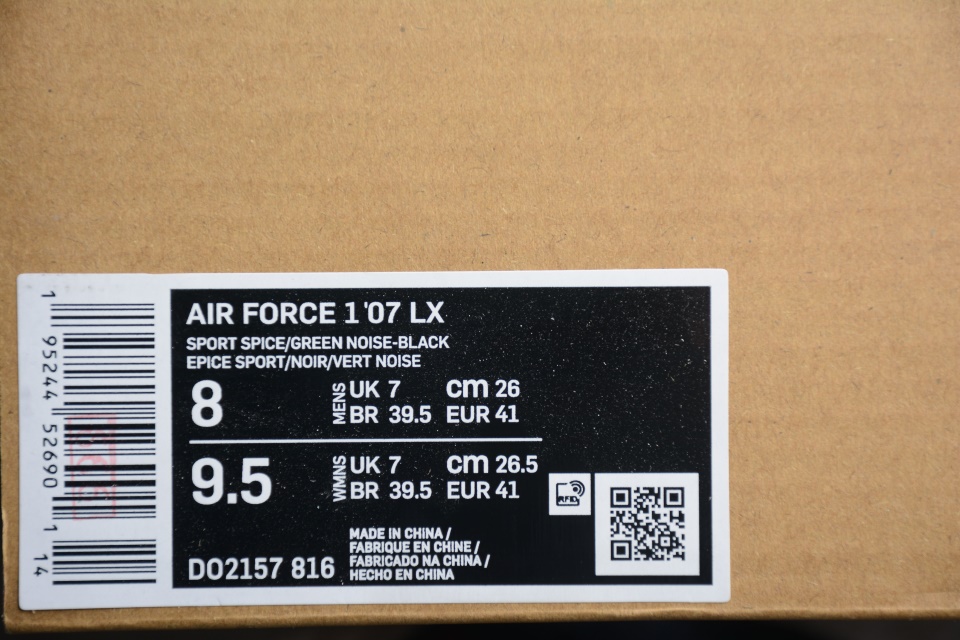 AIR FORCE 1 '07 LX
SPORT SPICE/GREEN NOISE-BLACK
EPICE SPORT/NOIR/VERT NOISE
8 MENS UK 7 cm 26
BR 39.5 EUR 41
9.5 WMNS UK 7 cm 26.5
BR 39.5 EUR 41
RFID
MADE IN CHINA /
FABRIQUE EN CHINE /
FABRICADO NA CHINA /
HECHO EN CHINA
DO2157 816
1 95244 52690 1 14